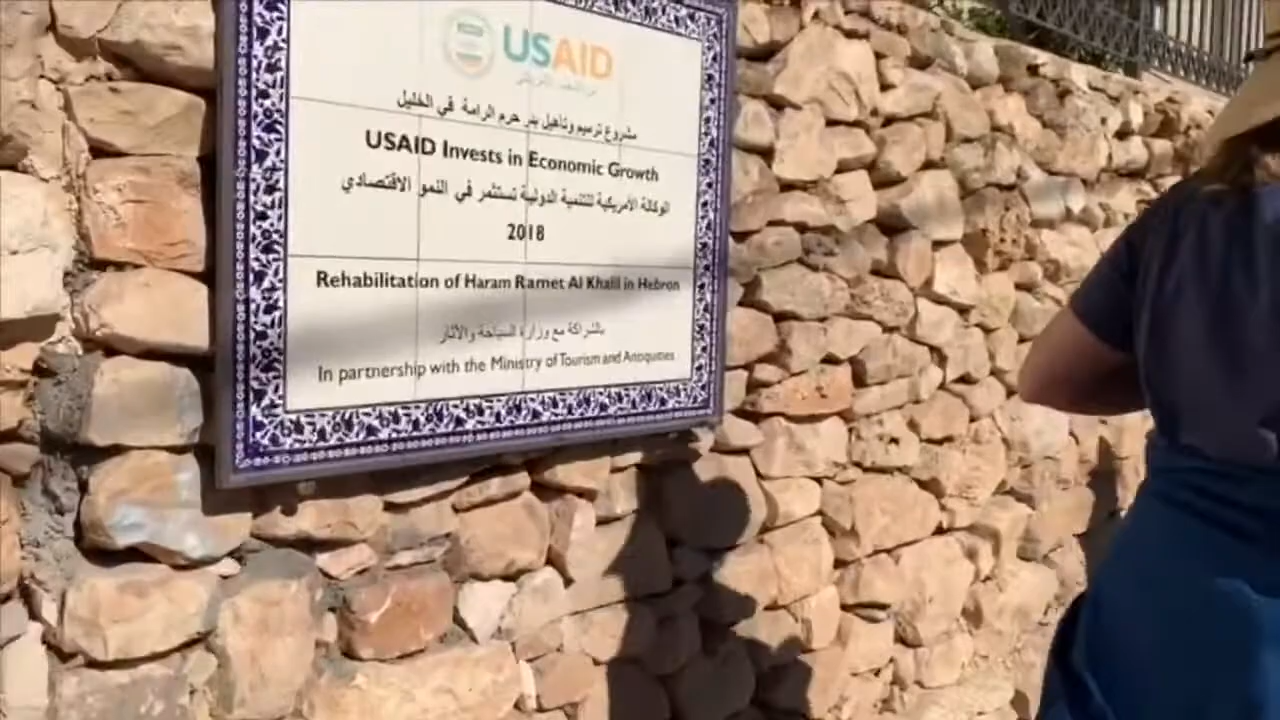 USAID
مشروع ترميم وتأهيل بئر حرم الرامة في الخليل
USAID Invests in Economic Growth
الوكالة الأمريكية للتنمية الدولية تستثمر في النمو الاقتصادي
2018
Rehabilitation of Haram Ramet Al Khalil in Hebron
بالشراكة مع وزارة السياحة والآثار
In partnership with the Ministry of Tourism and Antiquities